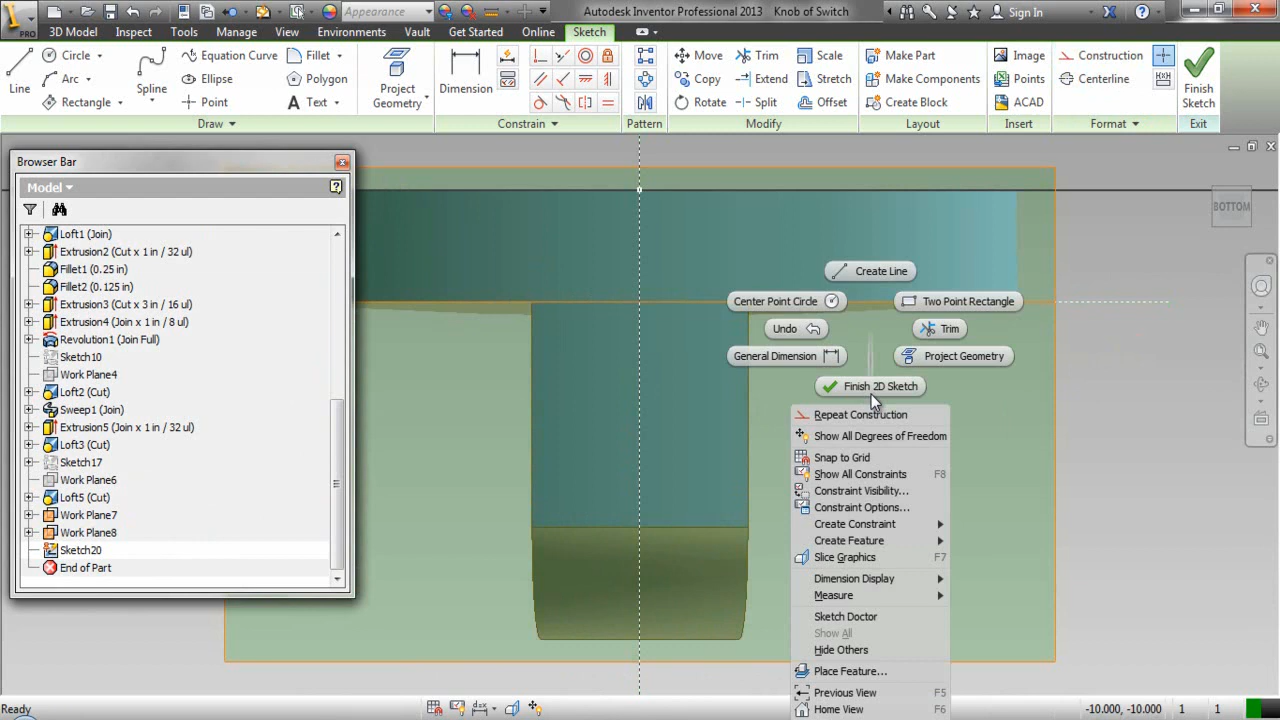 Appearance
Autodesk Inventor Professional 2013 Knob of Switch
Sign In
PRO
3D Model Inspect Tools Manage View Environments Vault Get Started Online Sketch
Circle Equation Curve Fillet Move Trim Scale Make Part Image Construction
Arc Ellipse Polygon Copy Extend Stretch Make Components Points Centerline
Line Spline Project Geometry Dimension Finish Sketch
Rectangle Point Text Rotate Split Offset Create Block ACAD
Draw Constrain Pattern Modify Layout Insert Format Exit
Browser Bar
Model
Loft1 (Join)
Extrusion2 (Cut x 1 in / 32 ul)
Fillet1 (0.25 in)
Fillet2 (0.125 in)
Extrusion3 (Cut x 3 in / 16 ul)
Extrusion4 (Join x 1 in / 8 ul)
Revolution1 (Join Full)
Sketch10
Work Plane4
Loft2 (Cut)
Sweep1 (Join)
Extrusion5 (Join x 1 in / 32 ul)
Loft3 (Cut)
Sketch17
Work Plane6
Loft5 (Cut)
Work Plane7
Work Plane8
Sketch20
End of Part
BOTTOM
Create Line
Center Point Circle Two Point Rectangle
Undo Trim
General Dimension Project Geometry
Finish 2D Sketch
Repeat Construction
Show All Degrees of Freedom
Snap to Grid
Show All Constraints F8
Constraint Visibility...
Constraint Options...
Create Constraint
Create Feature
Slice Graphics F7
Dimension Display
Measure
Sketch Doctor
Show All
Hide Others
Place Feature...
Previous View F5
Home View F6
Ready
-10.000, -10.000 1 1